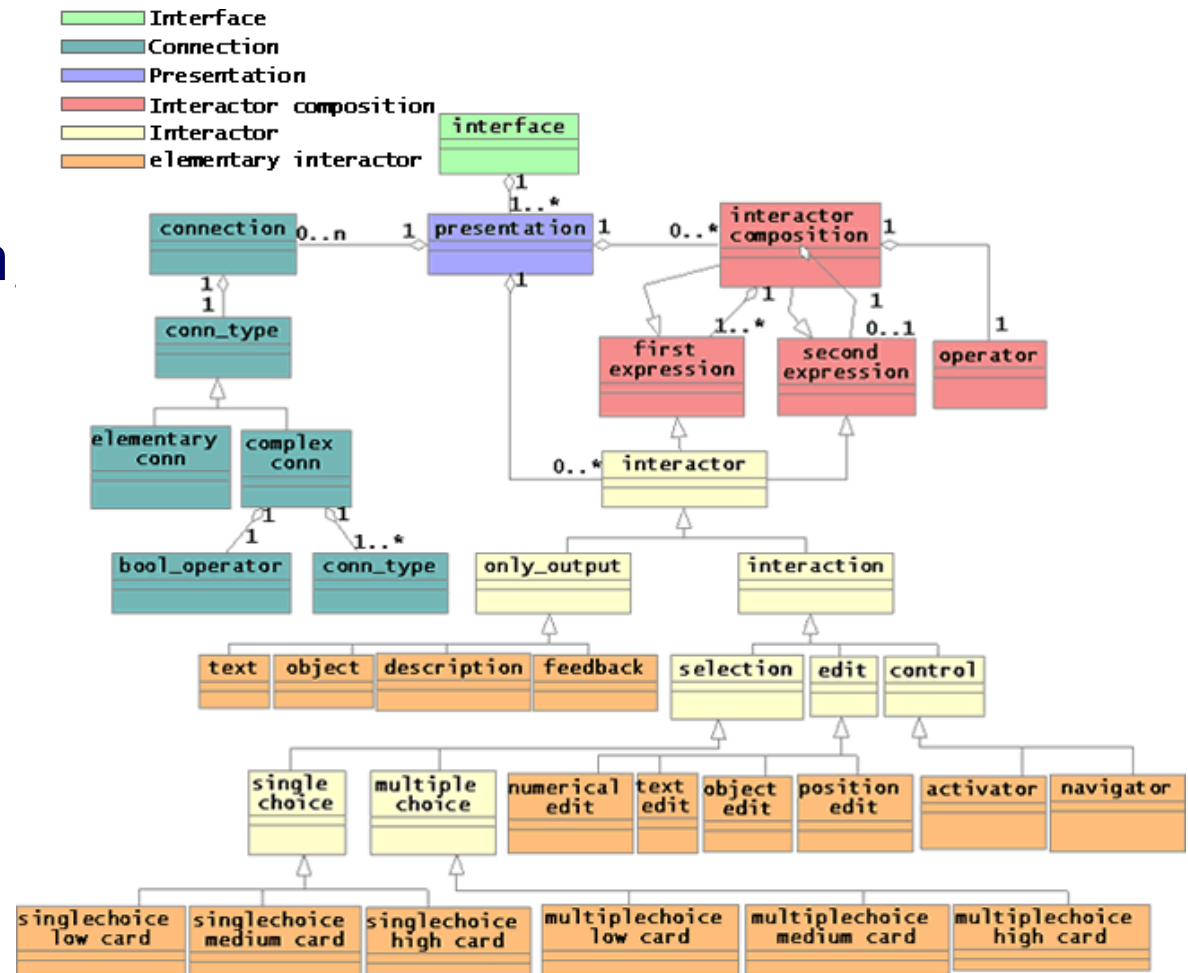 Interface
Connection
Presentation
Interactor composition
Interactor
elementary interactor
n
interface
1
1..*
connection
0..n
1
presentation
1
0..*
interactor
composition
1
1
1
1
conn_type
1
1..*
1
0..1
1
first
expression
second
expression
operator
elementary
conn
complex
conn
0..*
interactor
1
1
1
1..*
bool_operator
conn_type
only_output
interaction
text
object
description
feedback
selection
edit
control
single
choice
multiple
choice
numerical
edit
text
edit
object
edit
position
edit
activator
navigator
singlechoice
low card
singlechoice
medium card
singlechoice
high card
multiplechoice
low card
multiplechoice
medium card
multiplechoice
high card